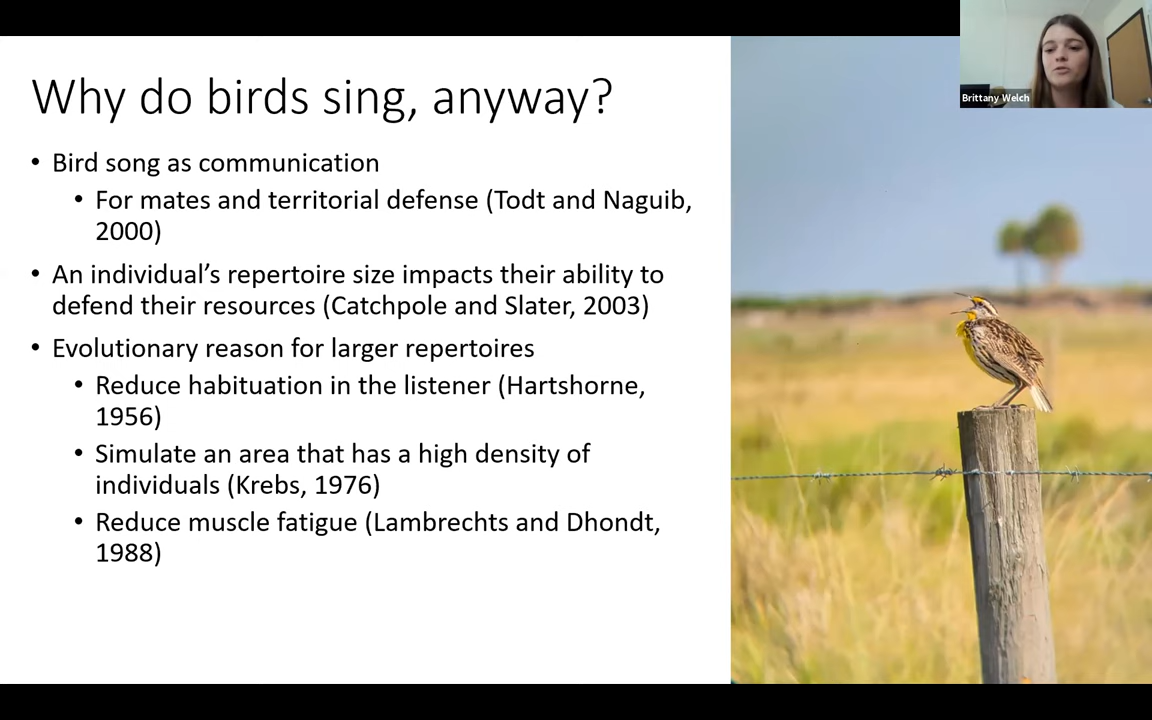 Why do birds sing, anyway?
• Bird song as communication
• For mates and territorial defense (Todt and Naguib,
2000)
• An individual’s repertoire size impacts their ability to
defend their resources (Catchpole and Slater, 2003)
• Evolutionary reason for larger repertoires
• Reduce habituation in the listener (Hartshorne,
1956)
• Simulate an area that has a high density of
individuals (Krebs, 1976)
• Reduce muscle fatigue (Lambrechts and Dhondt,
1988)
Brittany Welch